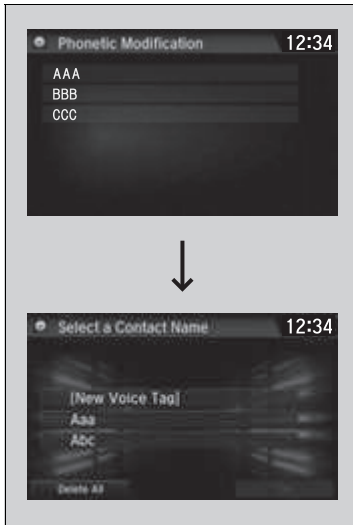 Phonetic Modification 12:34
AAA
BBB
CCC
Select a Contact Name 12:34
[New Voice Tag]
Aaa
Abc
Delete All